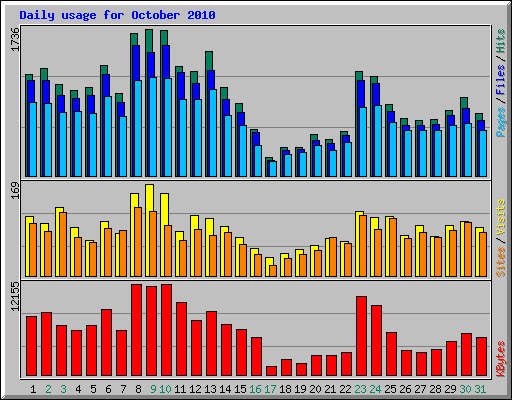 Daily usage for October 2010
1736
Pages / Files / Hits
169
Sites / Visits
12155
KBytes
1 2 3 4 5 6 7 8 9 10 11 12 13 14 15 16 17 18 19 20 21 22 23 24 25 26 27 28 29 30 31